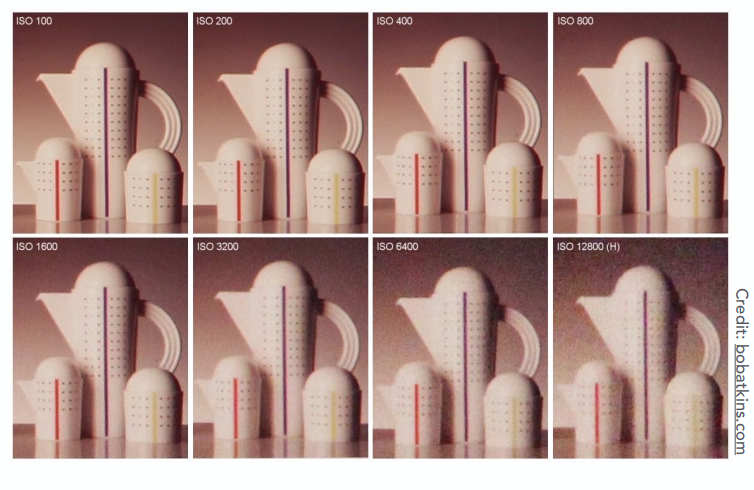 ISO 100
ISO 200
ISO 400
ISO 800
ISO 1600
ISO 3200
ISO 6400
ISO 12800 (H)
Credit: bobatkins.com